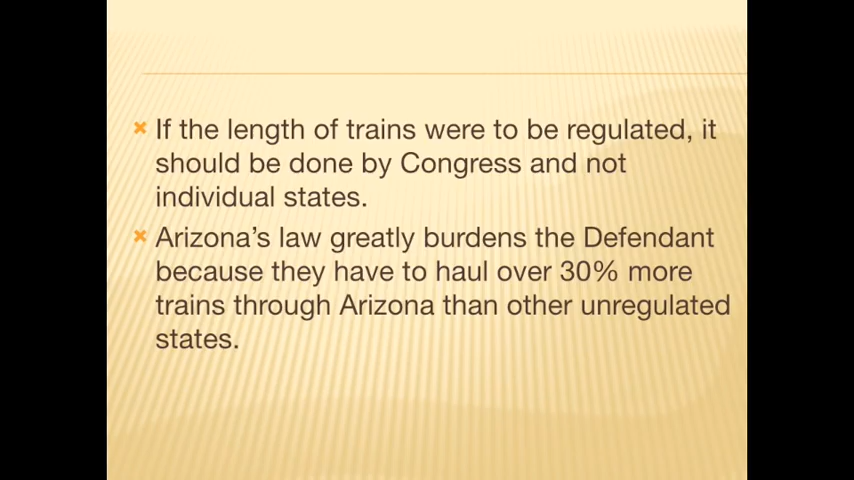 If the length of trains were to be regulated, it
should be done by Congress and not
individual states.
Arizona’s law greatly burdens the Defendant
because they have to haul over 30% more
trains through Arizona than other unregulated
states.